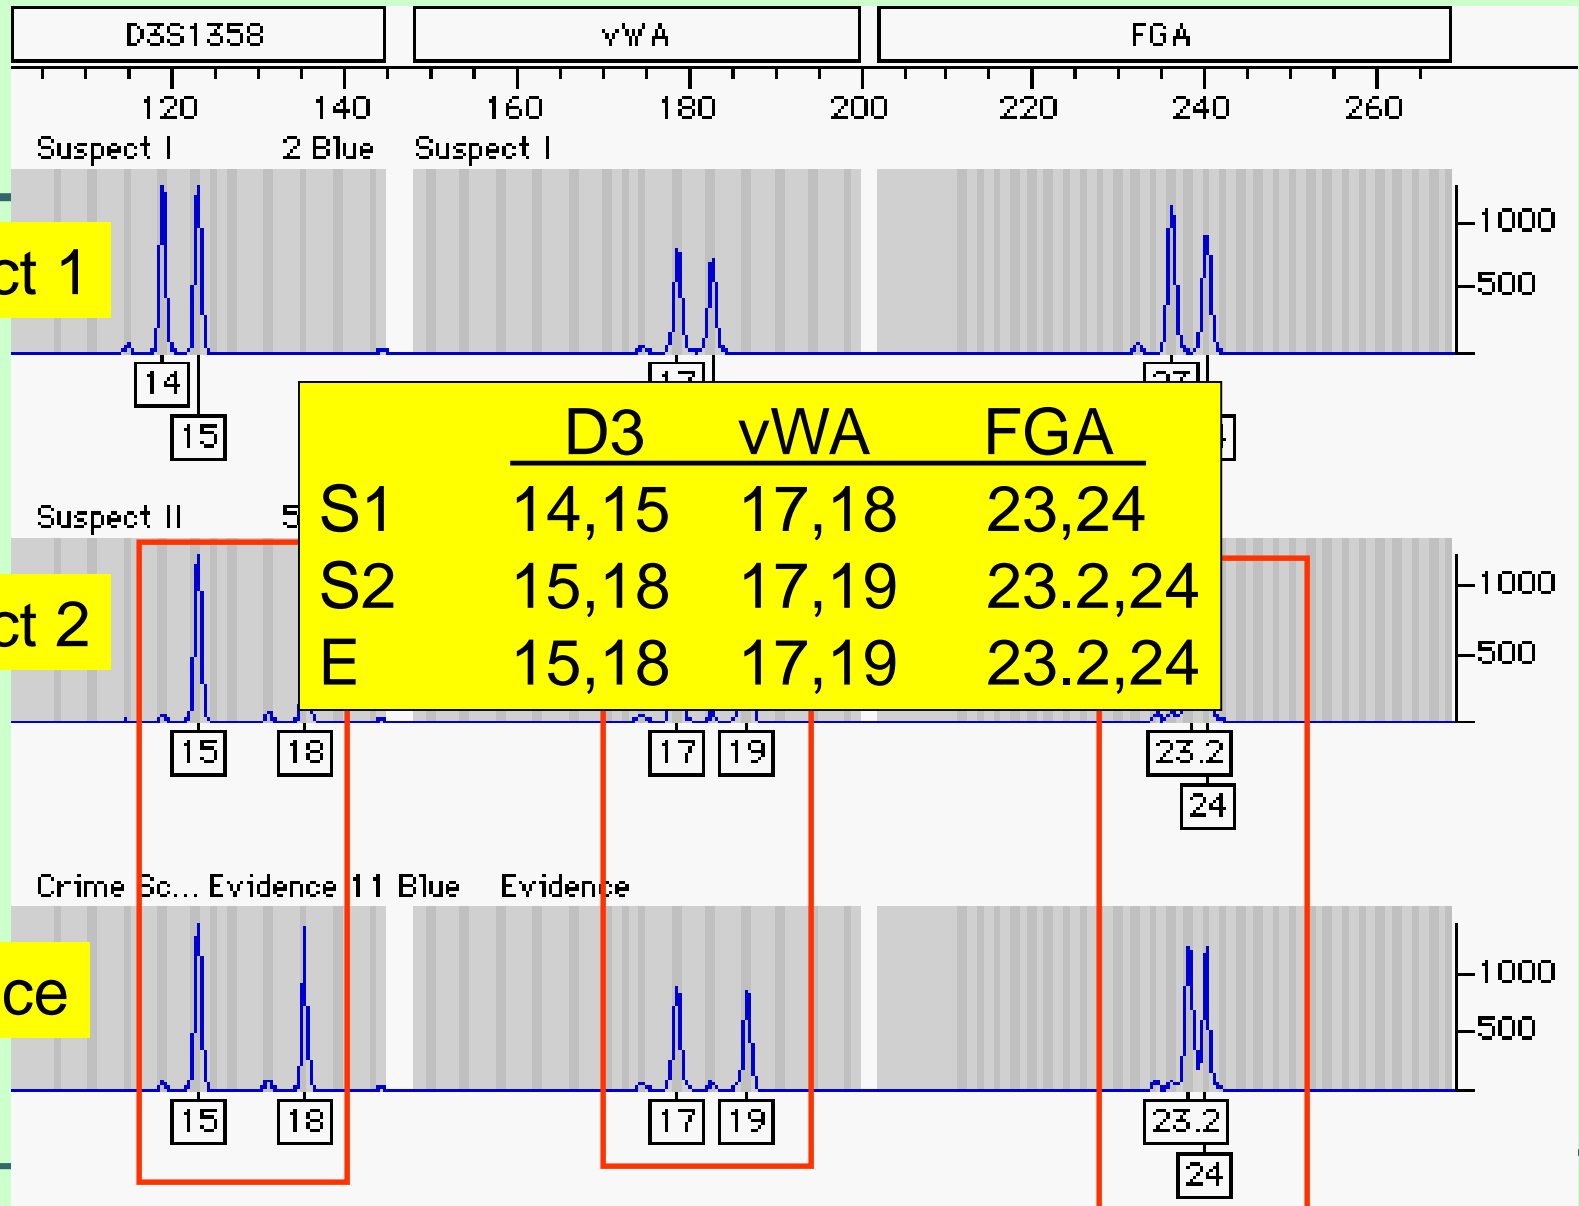 D3S1358 vWA FGA
120 140 160 180 200 220 240 260
Suspect I 2 Blue Suspect I
1000
ct 1
500
14
15
D3 vWA FGA
S1 14,15 17,18 23,24
Suspect II 5
S2 15,18 17,19 23.2,24
1000
ct 2
E 15,18 17,19 23.2,24
500
15 18 17 19 23.2
24
Crime Sc... Evidence 11 Blue Evidence
1000
ce
500
15 18 17 19 23.2
24